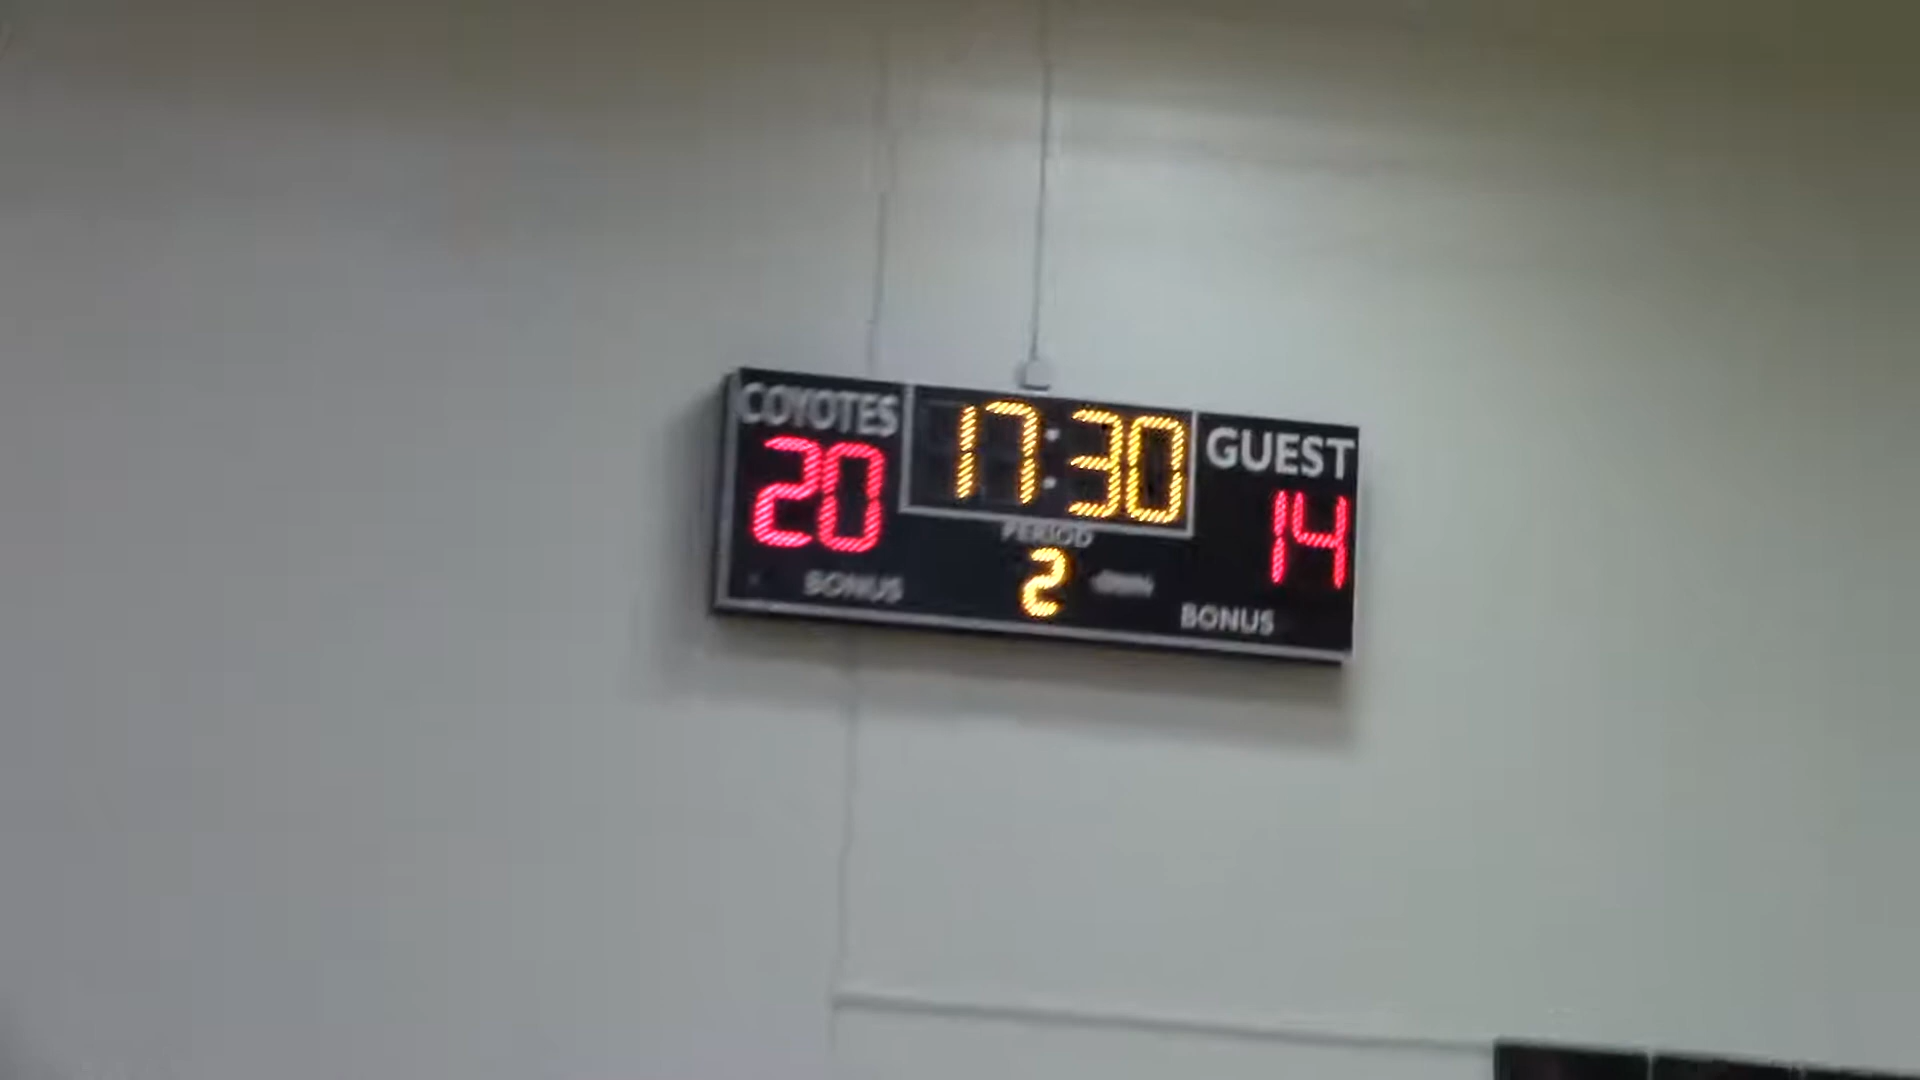 COYOTES 17:30 GUEST
20 14
PERIOD
2
BONUS BONUS